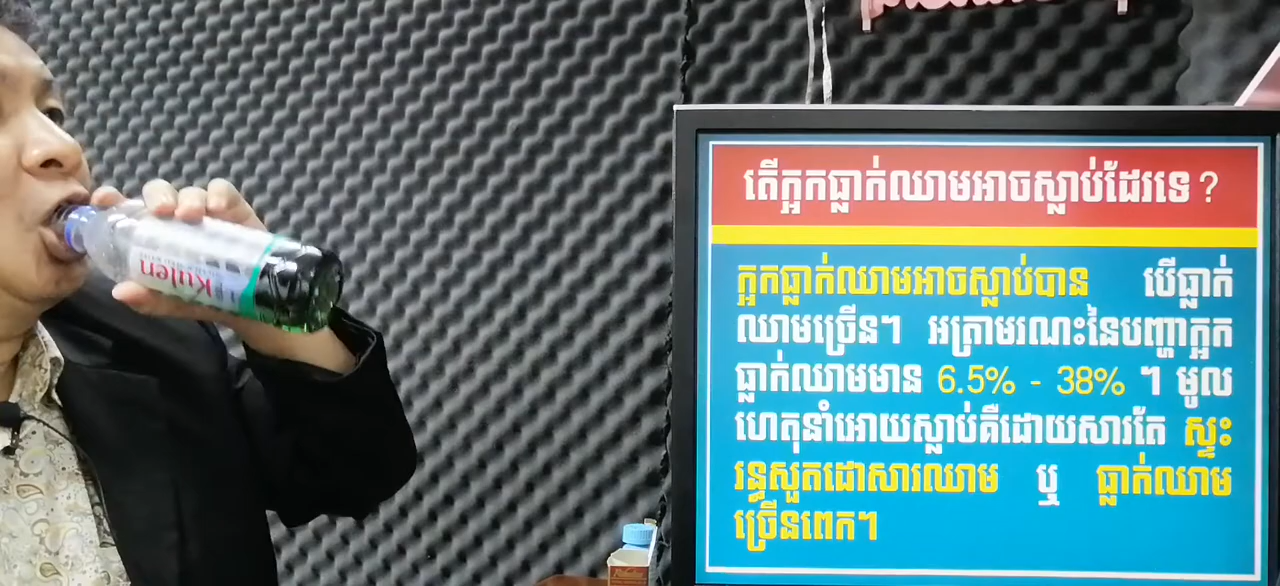 Kulen
តើក្អកធ្លាក់ឈាមអាចស្លាប់ដែរទេ ?
ក្អកធ្លាក់ឈាមអាចស្លាប់បាន បើធ្លាក់
ឈាមច្រើន។ អត្រាមរណះនៃបញ្ហាក្អក
ធ្លាក់ឈាមមាន 6.5% - 38% ។ មូល
ហេតុនាំអោយស្លាប់គឺដោយសារតែ ស្ទះ
រន្ធសួតដោសារឈាម ឬ ធ្លាក់ឈាម
ច្រើនពេក។